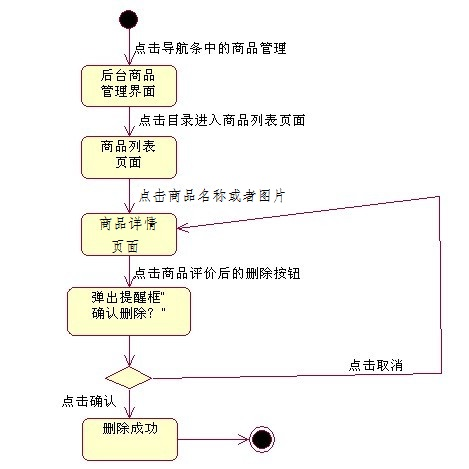 点击导航条中的商品管理
后台商品
管理界面
点击目录进入商品列表页面
商品列表
页面
点击商品名称或者图片
商品详情
页面
点击商品评价后的删除按钮
弹出提醒框"
确认删除？"
点击取消
点击确认
删除成功